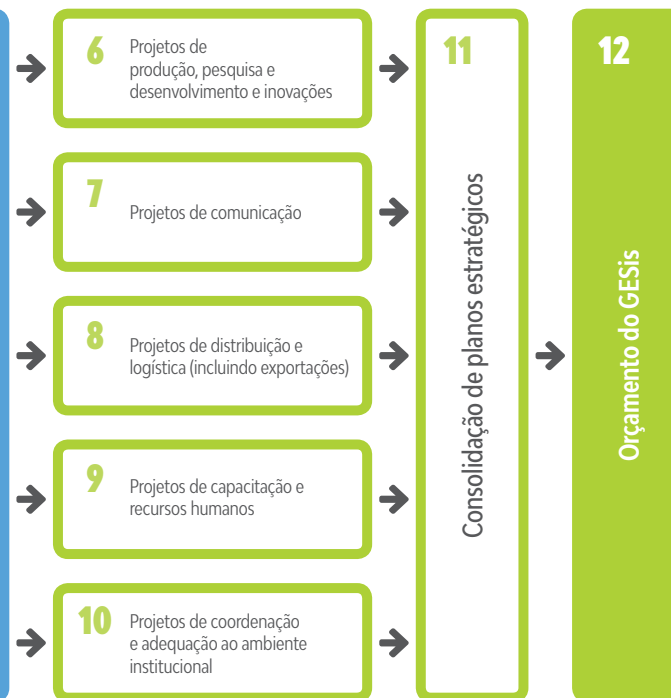 6
Projetos de
produção, pesquisa e
desenvolvimento e inovações
7
Projetos de comunicação
8
Projetos de distribuição e
logística (incluindo exportações)
9
Projetos de capacitação e
recursos humanos
10
Projetos de coordenação
e adequação ao ambiente
institucional
11
Consolidação de planos estratégicos
12
Orçamento do GESis